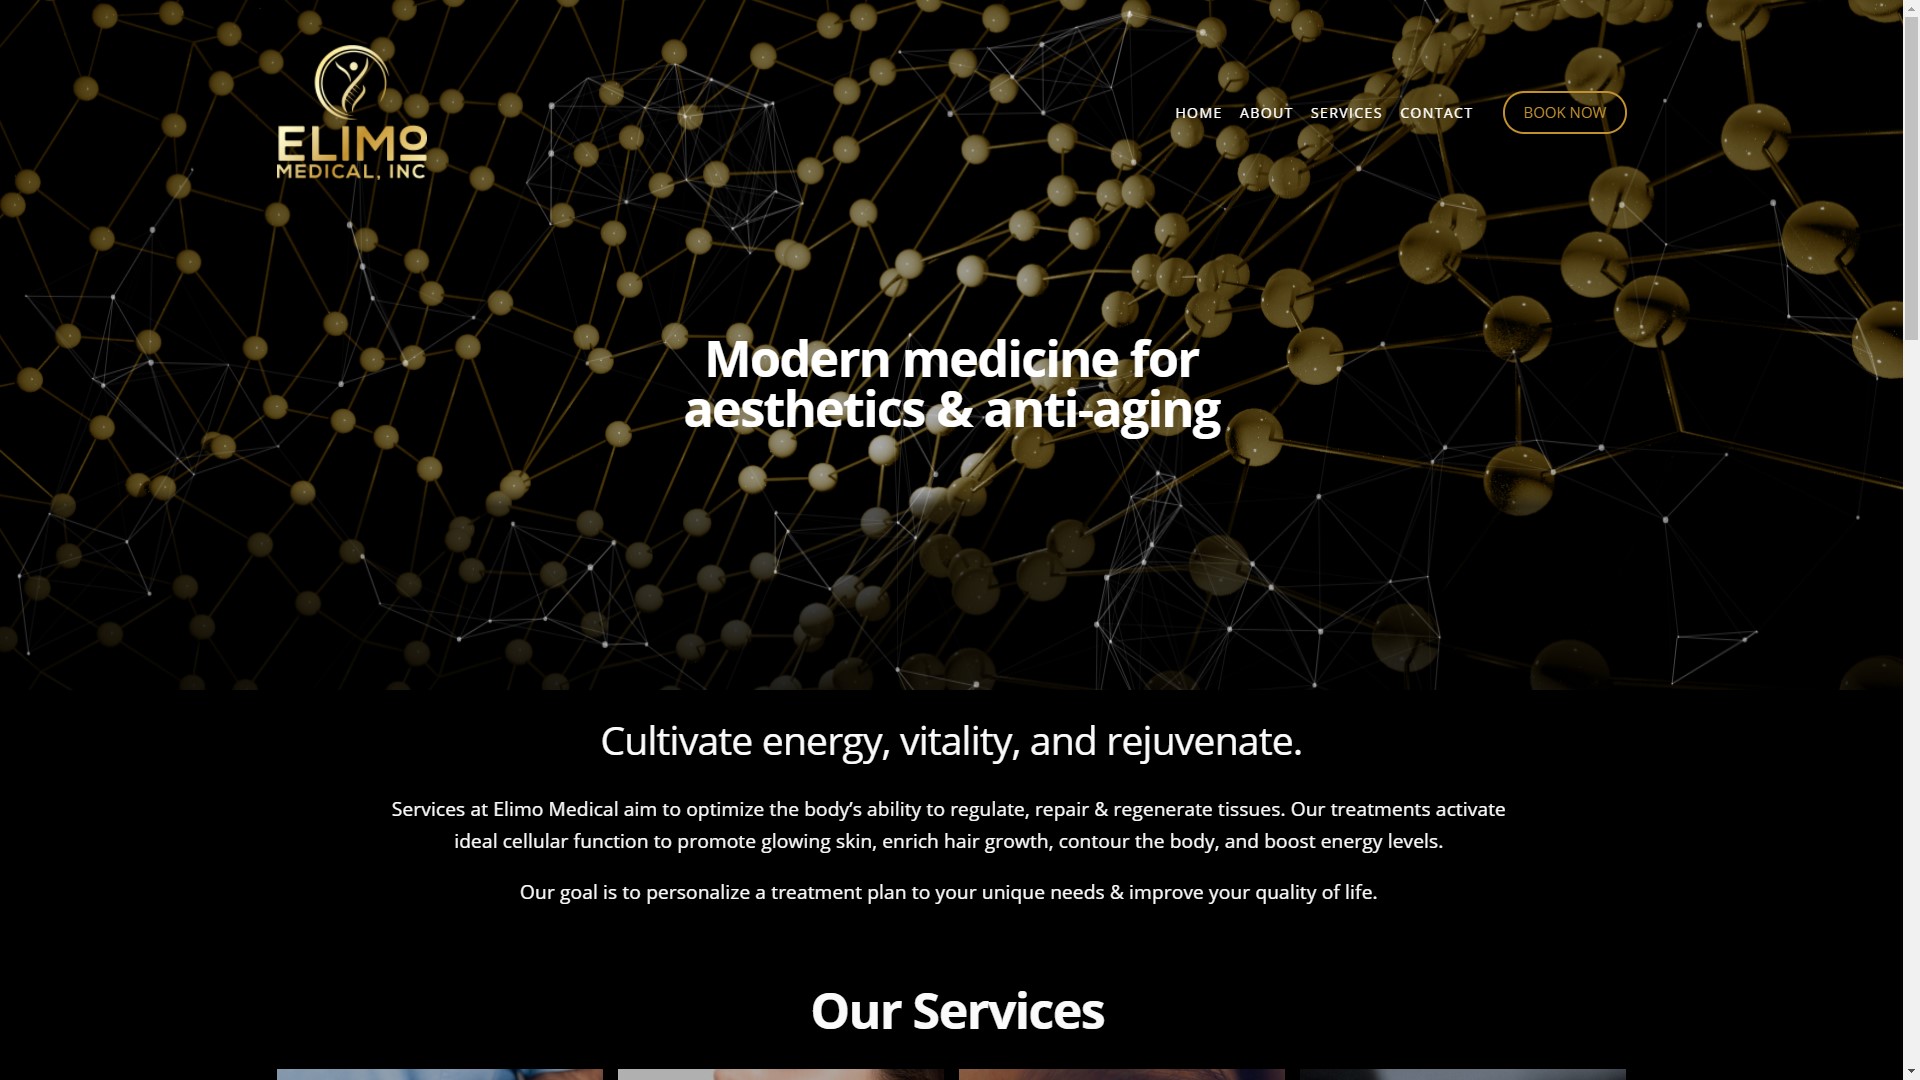 ELIMO
MEDICAL, INC
HOME ABOUT SERVICES CONTACT BOOK NOW
Modern medicine for
aesthetics & anti-aging
Cultivate energy, vitality, and rejuvenate.
Services at Elimo Medical aim to optimize the body’s ability to regulate, repair & regenerate tissues. Our treatments activate
ideal cellular function to promote glowing skin, enrich hair growth, contour the body, and boost energy levels.
Our goal is to personalize a treatment plan to your unique needs & improve your quality of life.
Our Services